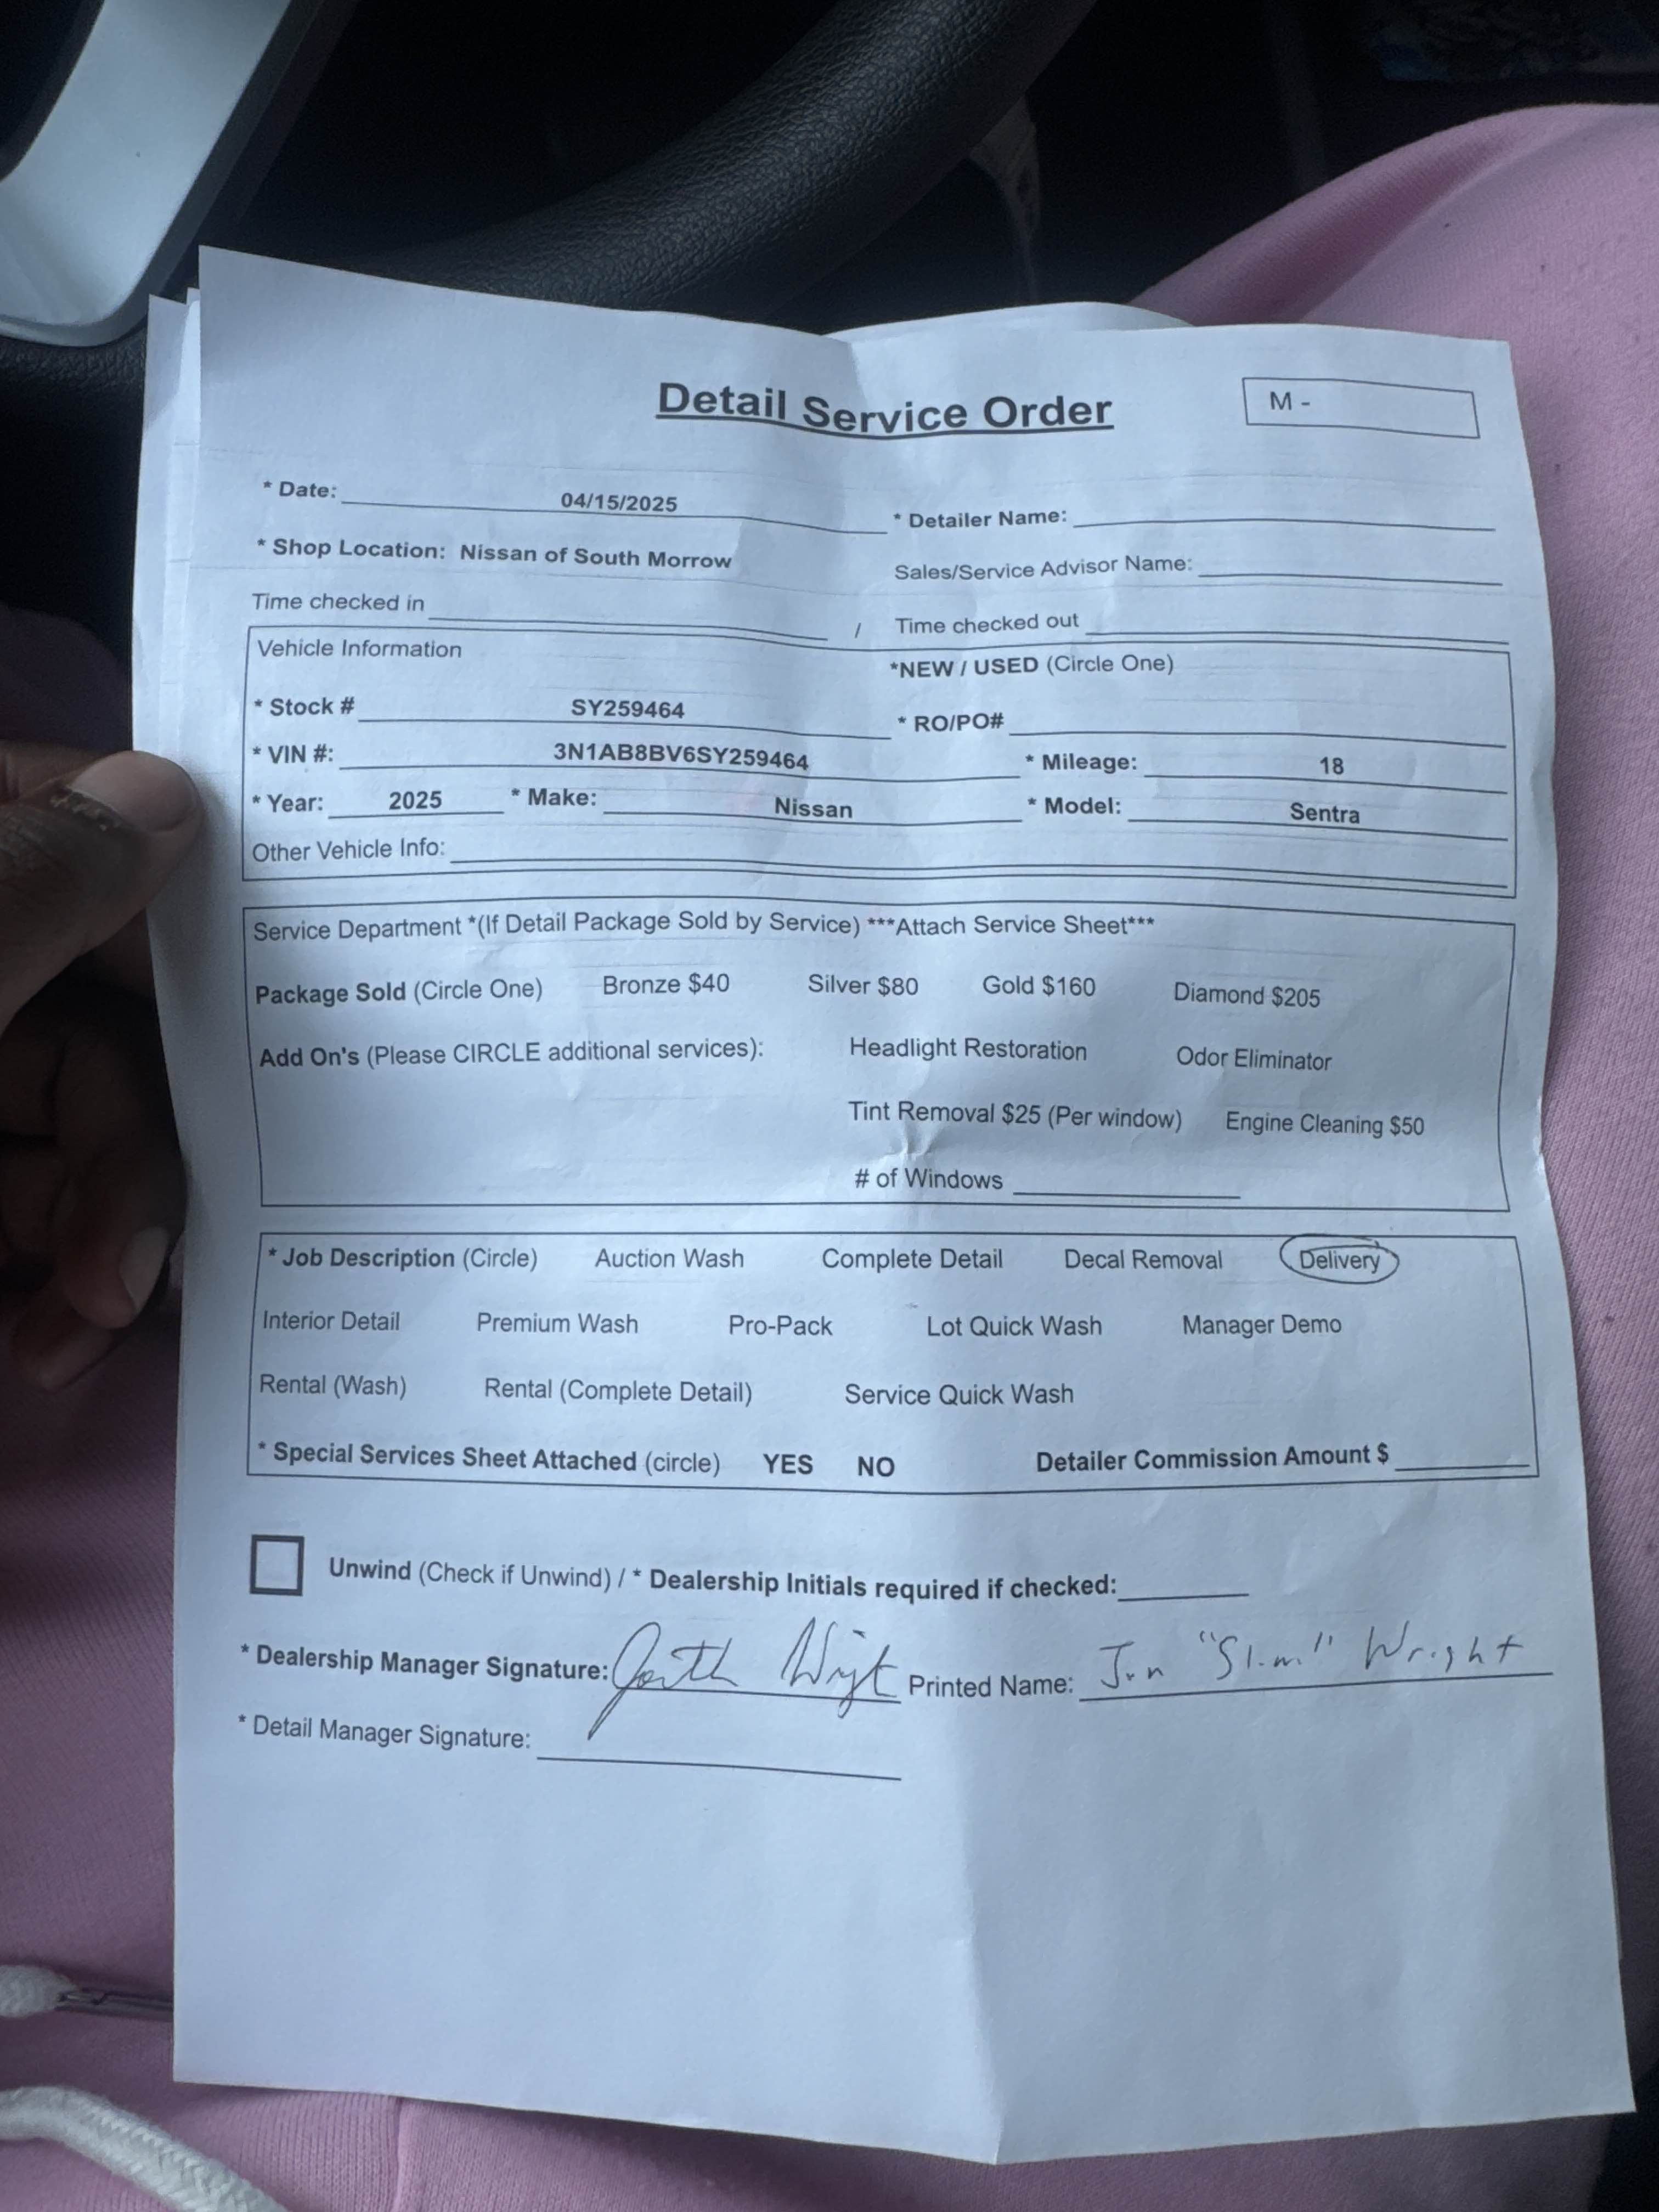 Detail Service Order
M -
* Date: 04/15/2025
* Detailer Name:
* Shop Location: Nissan of South Morrow
Sales/Service Advisor Name:
Time checked in / Time checked out
Vehicle Information
*NEW / USED (Circle One)
* Stock # SY259464
* RO/PO#
* VIN #: 3N1AB8BV6SY259464
* Mileage: 18
* Year: 2025 * Make: Nissan * Model: Sentra
Other Vehicle Info:
Service Department *(If Detail Package Sold by Service) ***Attach Service Sheet***
Package Sold (Circle One) Bronze $40 Silver $80 Gold $160 Diamond $205
Add On's (Please CIRCLE additional services): Headlight Restoration Odor Eliminator
Tint Removal $25 (Per window) Engine Cleaning $50
# of Windows
* Job Description (Circle) Auction Wash Complete Detail Decal Removal Delivery
Interior Detail Premium Wash Pro-Pack Lot Quick Wash Manager Demo
Rental (Wash) Rental (Complete Detail) Service Quick Wash
* Special Services Sheet Attached (circle) YES NO Detailer Commission Amount $
Unwind (Check if Unwind) / * Dealership Initials required if checked:
* Dealership Manager Signature: Printed Name: "Slim" Wright
* Detail Manager Signature: